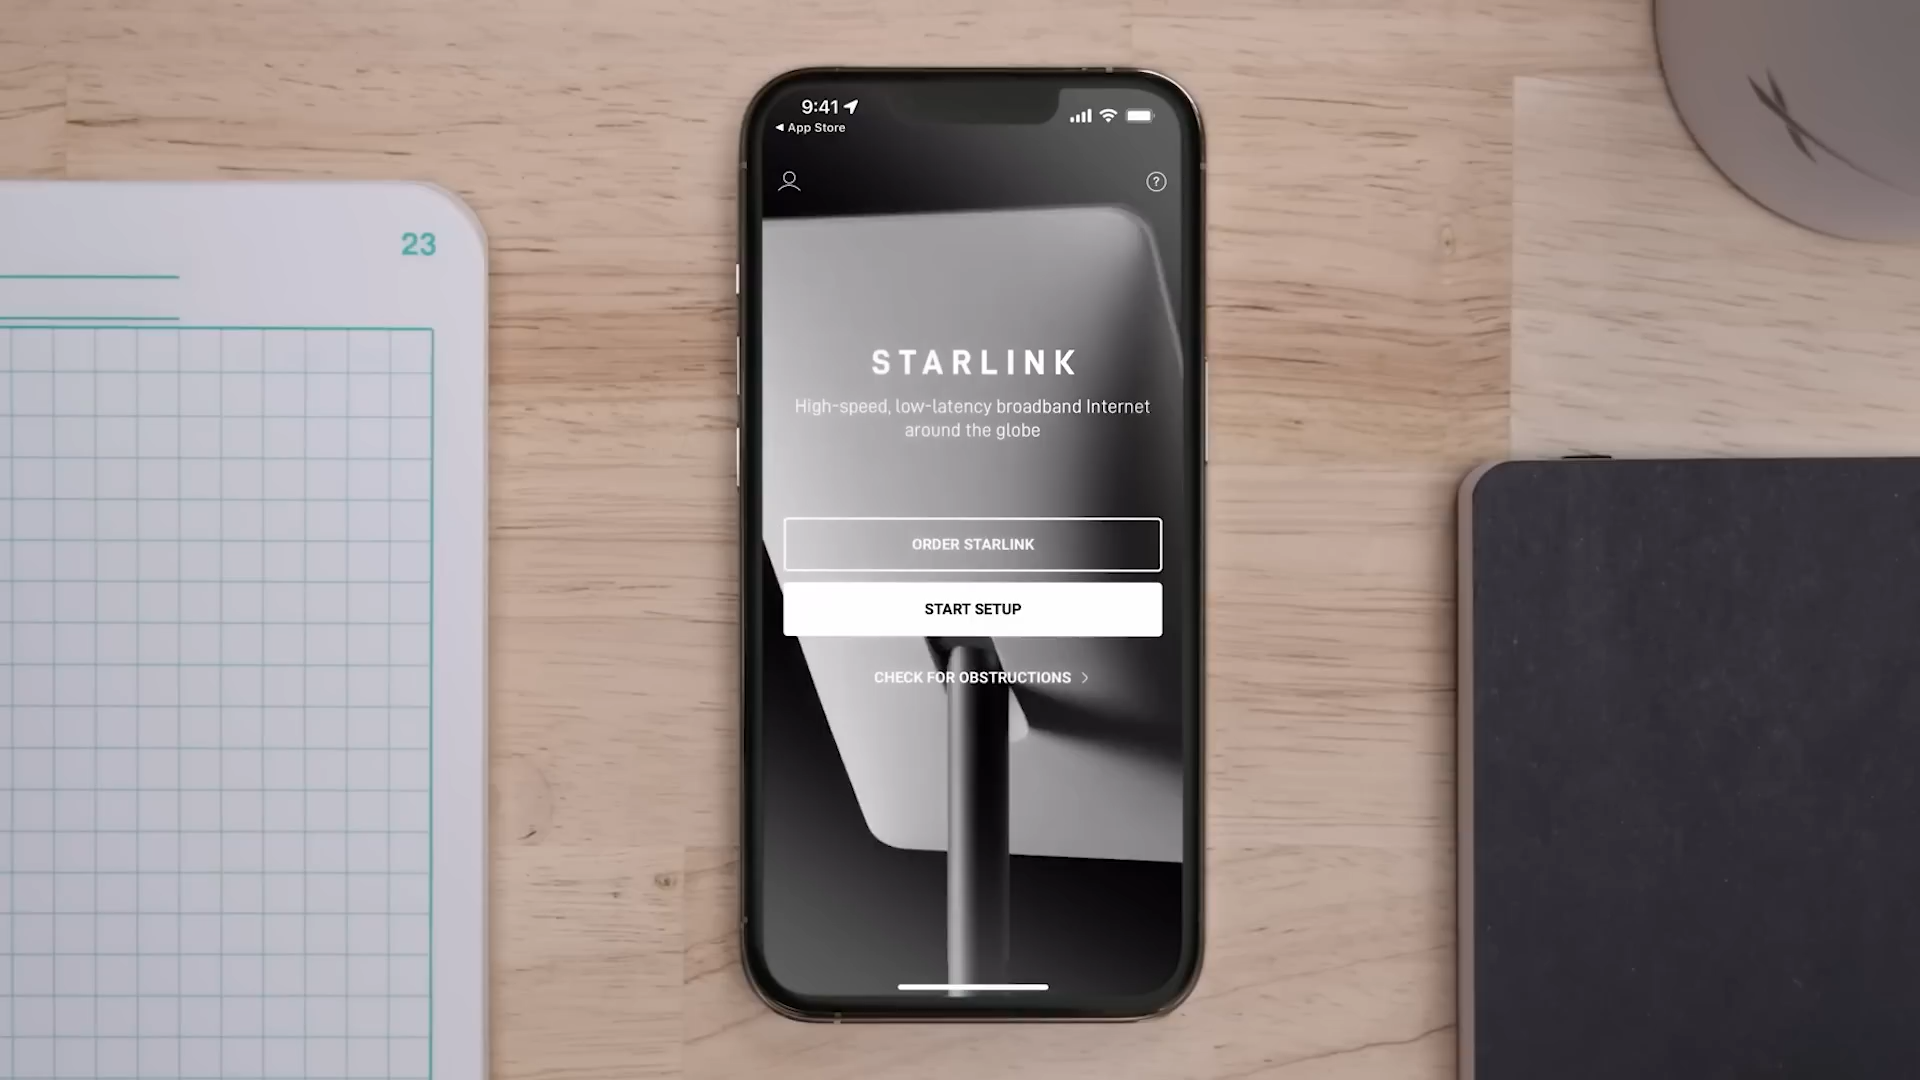 23
9:41
◀ App Store
?
STARLINK
High-speed, low-latency broadband Internet
around the globe
ORDER STARLINK
START SETUP
CHECK FOR OBSTRUCTIONS >